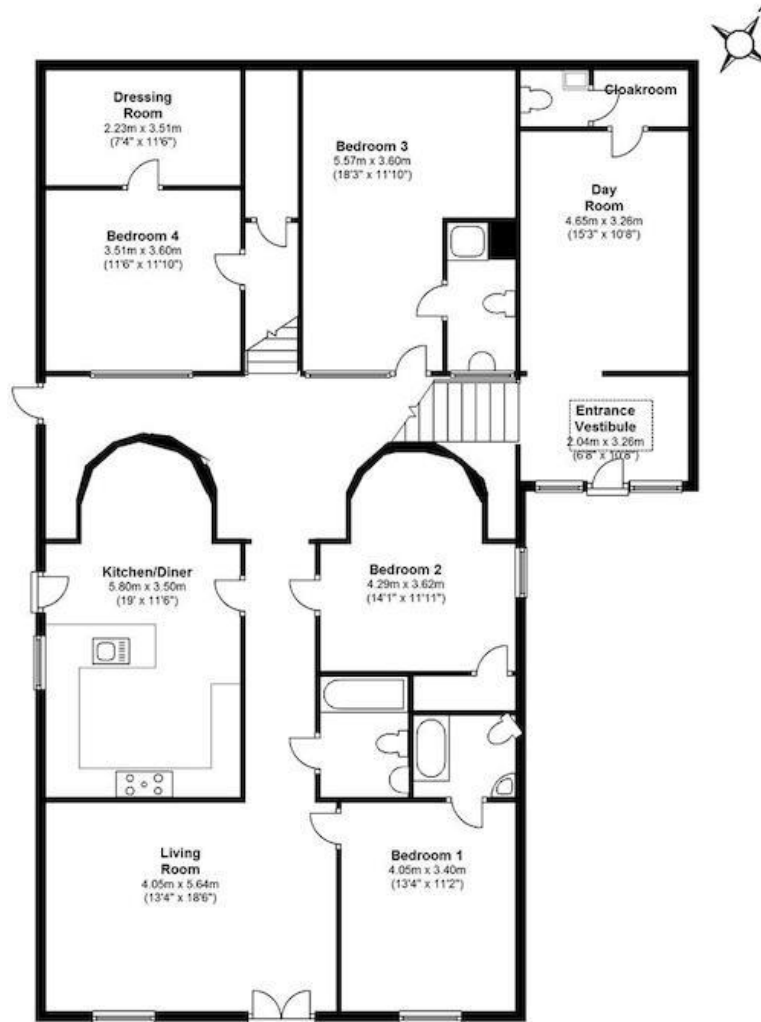 Dressing
Room
2.23m x 3.51m
(7'4" x 11'6")
Bedroom 3
5.57m x 3.60m
(18'3" x 11'10")
Cloakroom
Day
Room
4.65m x 3.26m
(15'3" x 10'8")
Bedroom 4
3.51m x 3.60m
(11'6" x 11'10")
Entrance
Vestibule
2.04m x 3.26m
(6'8" x 10'8")
Kitchen/Diner
5.80m x 3.50m
(19' x 11'6")
Bedroom 2
4.29m x 3.62m
(14'1" x 11'11")
Living
Room
4.05m x 5.64m
(13'4" x 18'6")
Bedroom 1
4.05m x 3.40m
(13'4" x 11'2")